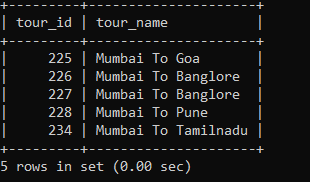 +---------+---------------------+
| tour_id | tour_name           |
+---------+---------------------+
|     225 | Mumbai To Goa       |
|     226 | Mumbai To Banglore  |
|     227 | Mumbai To Banglore  |
|     228 | Mumbai To Pune      |
|     234 | Mumbai To Tamilnadu |
+---------+---------------------+
5 rows in set (0.00 sec)